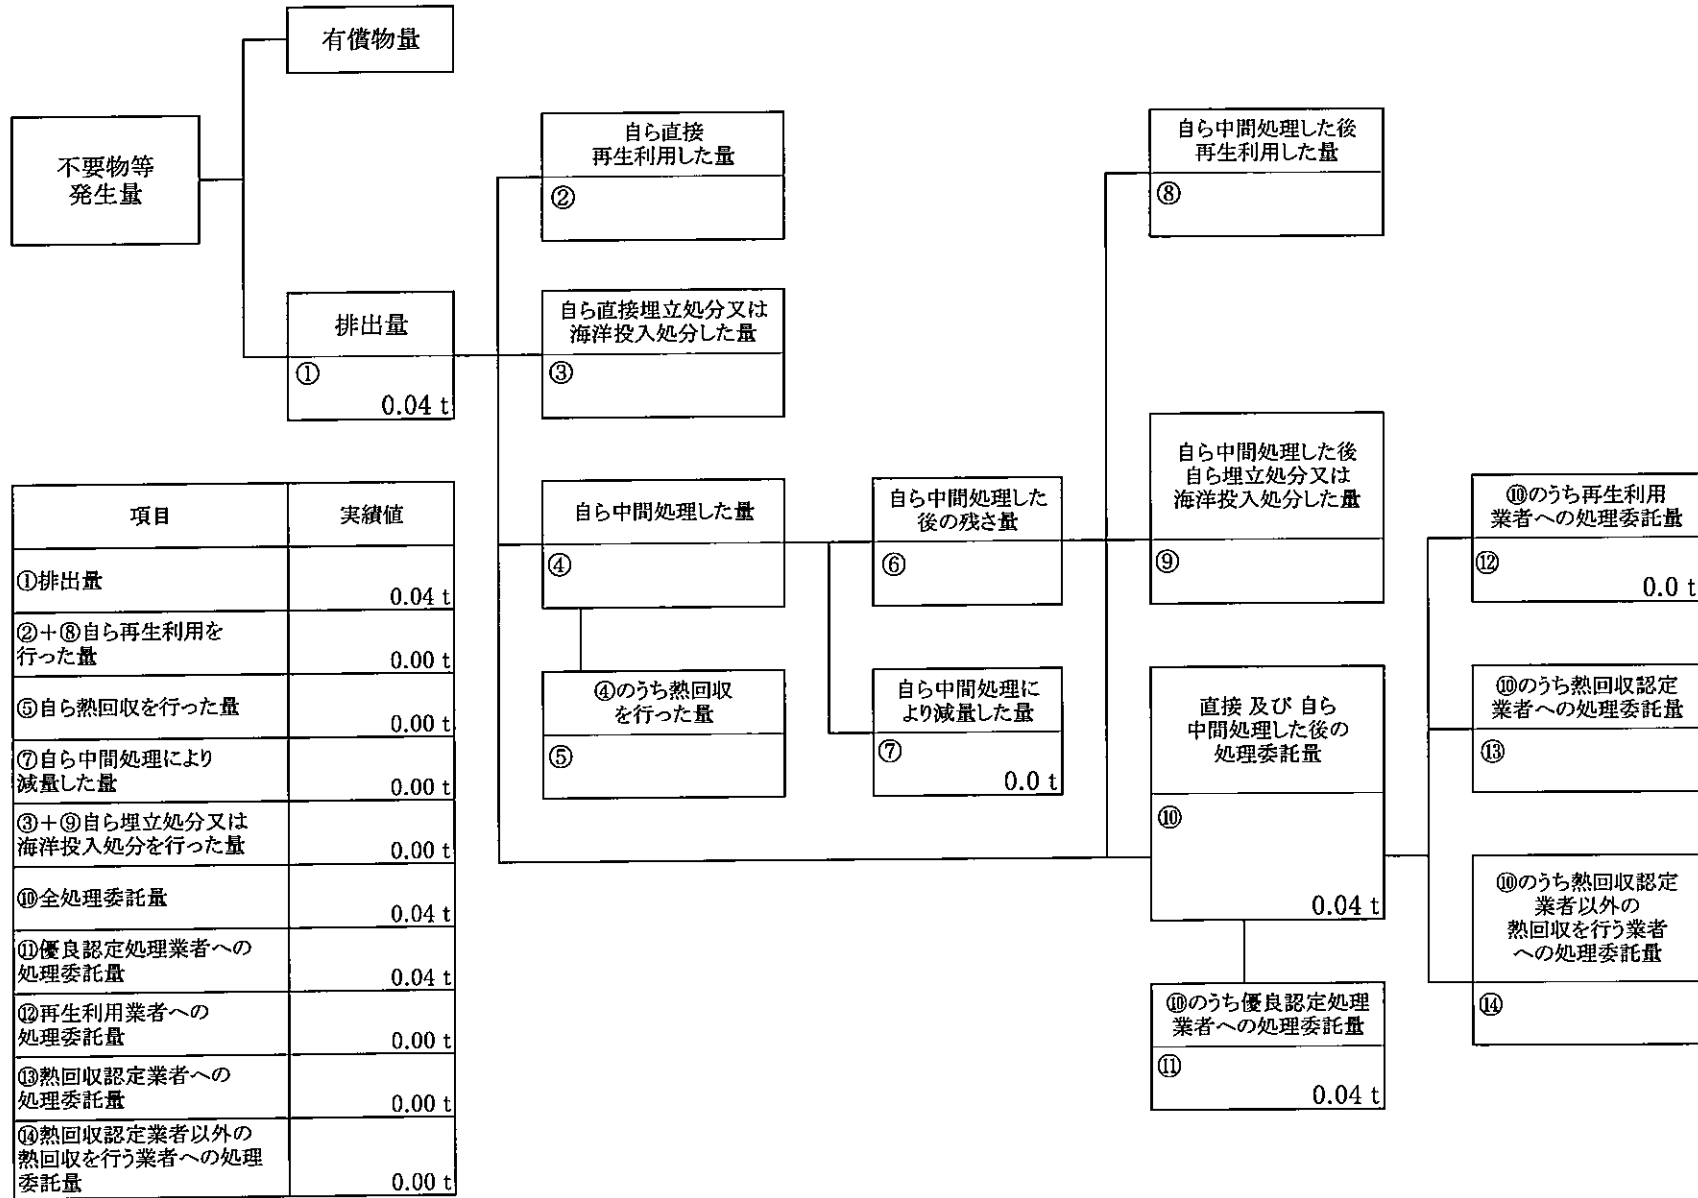 有償物量
不要物等
発生量
排出量
①
0.04 t
自ら直接
再生利用した量
②
自ら直接埋立処分又は
海洋投入処分した量
③
自ら中間処理した量
④
④のうち熱回収
を行った量
⑤
自ら中間処理した
後の残さ量
⑥
自ら中間処理に
より減量した量
⑦
0.0 t
自ら中間処理した後
再生利用した量
⑧
自ら中間処理した後
自ら埋立処分又は
海洋投入処分した量
⑨
直接 及び 自ら
中間処理した後の
処理委託量
⑩
0.04 t
⑩のうち優良認定処理
業者への処理委託量
⑪
0.04 t
⑩のうち再生利用
業者への処理委託量
⑫
0.0 t
⑩のうち熱回収認定
業者への処理委託量
⑬
⑩のうち熱回収認定
業者以外の
熱回収を行う業者
への処理委託量
⑭
項目 実績値
①排出量
0.04 t
②+⑧自ら再生利用を
行った量
0.00 t
⑤自ら熱回収を行った量
0.00 t
⑦自ら中間処理により
減量した量
0.00 t
③+⑨自ら埋立処分又は
海洋投入処分を行った量
0.00 t
⑩全処理委託量
0.04 t
⑪優良認定処理業者への
処理委託量
0.04 t
⑫再生利用業者への
処理委託量
0.00 t
⑬熱回収認定業者への
処理委託量
0.00 t
⑭熱回収認定業者以外の
熱回収を行う業者への処理
委託量
0.00 t